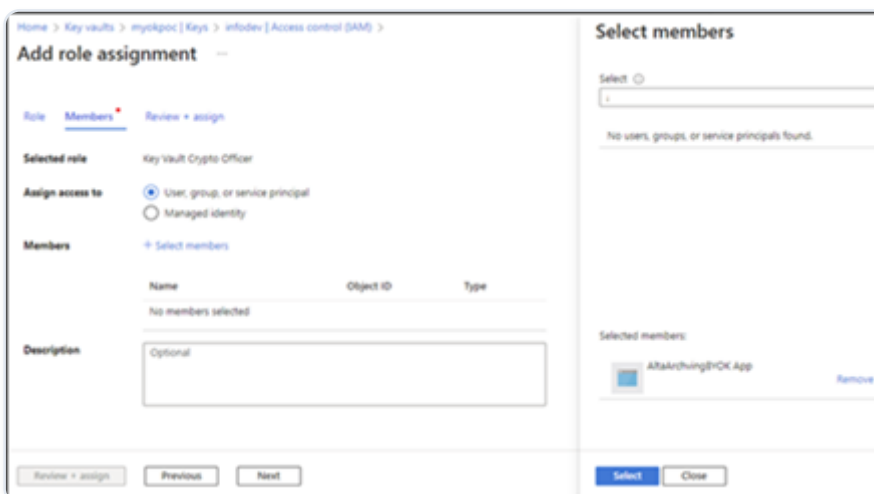 Home > Key vaults > myokpoc | Keys > infodev | Access control (IAM) >
Add role assignment ...
Role Members * Review + assign
Selected role Key Vault Crypto Officer
Assign access to User, group, or service principal
Managed identity
Members + Select members
Name Object ID Type
No members selected
Description Optional
Review + assign Previous Next
Select members
Select
No users, groups, or service principals found.
Selected members:
AltaArchvingBYOK App
Remove
Select Close